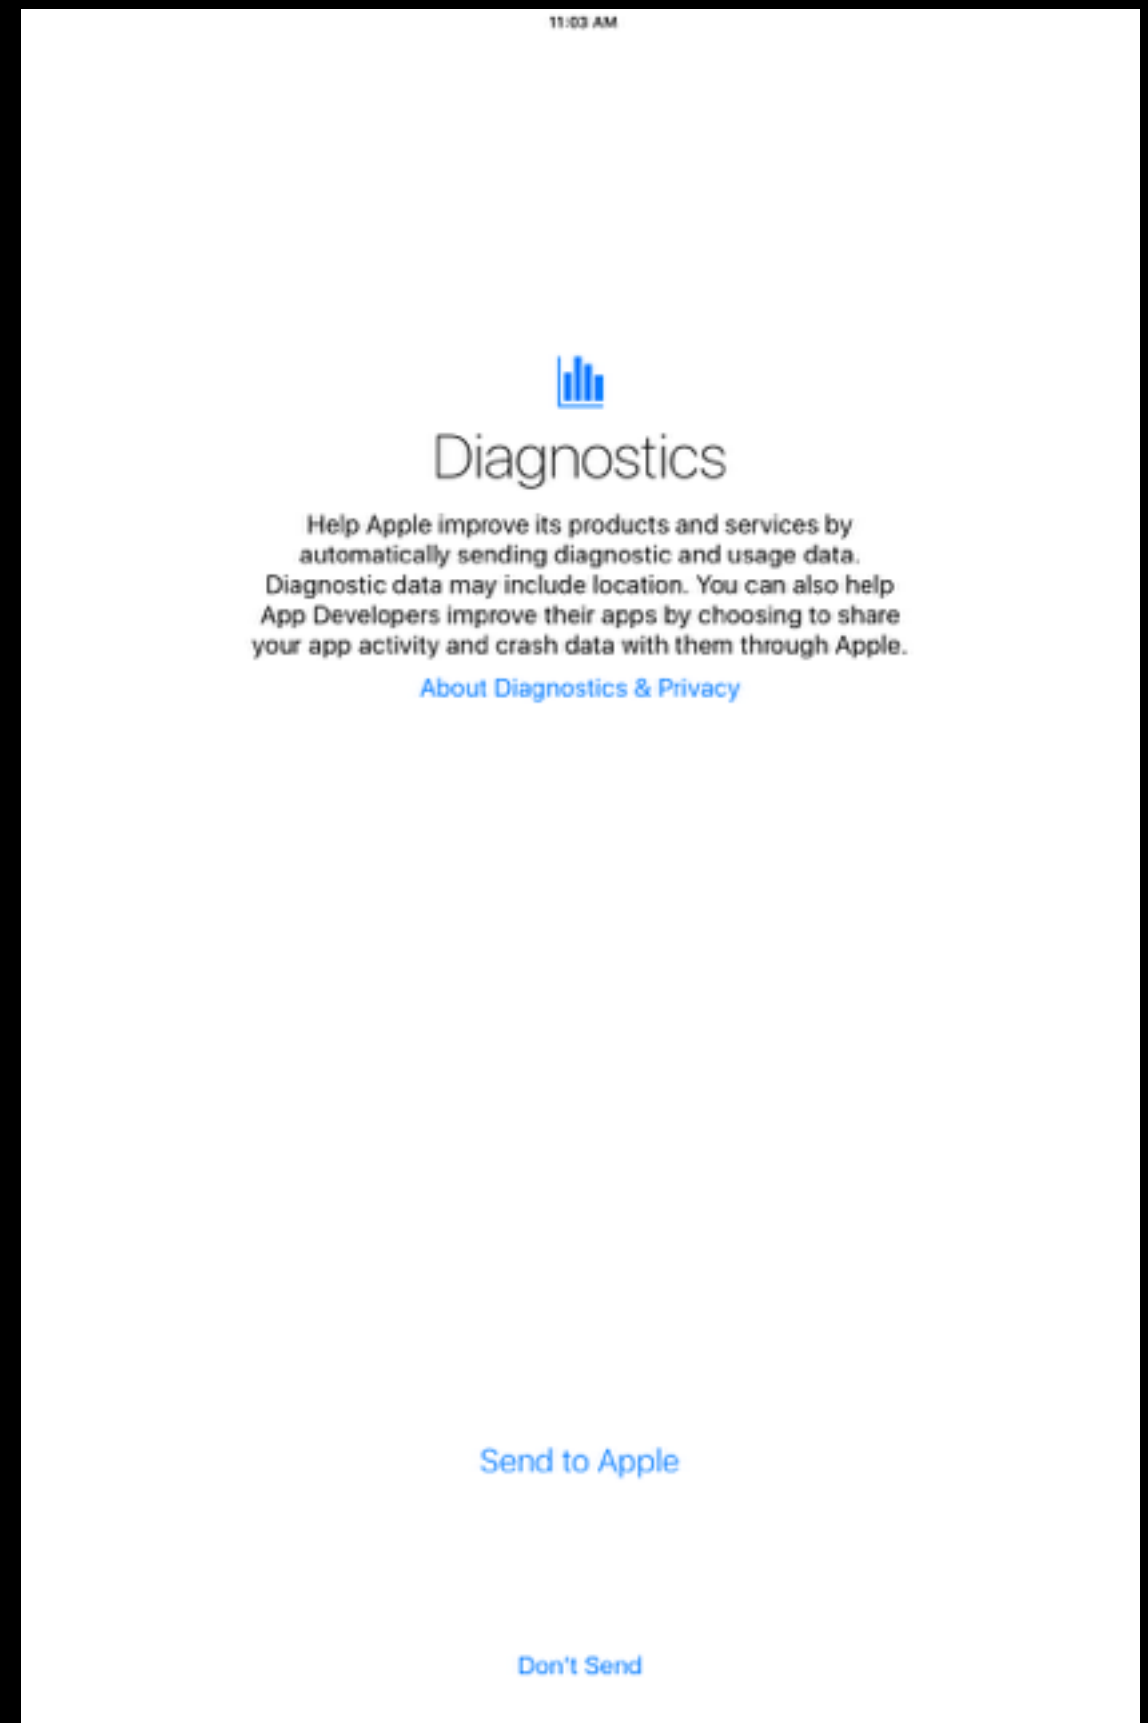 11:03 AM
Diagnostics
Help Apple improve its products and services by
automatically sending diagnostic and usage data.
Diagnostic data may include location. You can also help
App Developers improve their apps by choosing to share
your app activity and crash data with them through Apple.
About Diagnostics & Privacy
Send to Apple
Don't Send